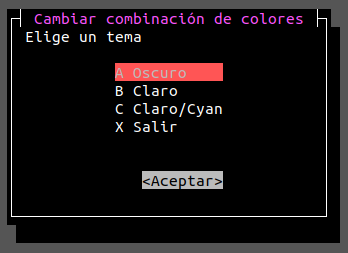 Cambiar combinación de colores
Elige un tema
A Oscuro
B Claro
C Claro/Cyan
X Salir
<Aceptar>